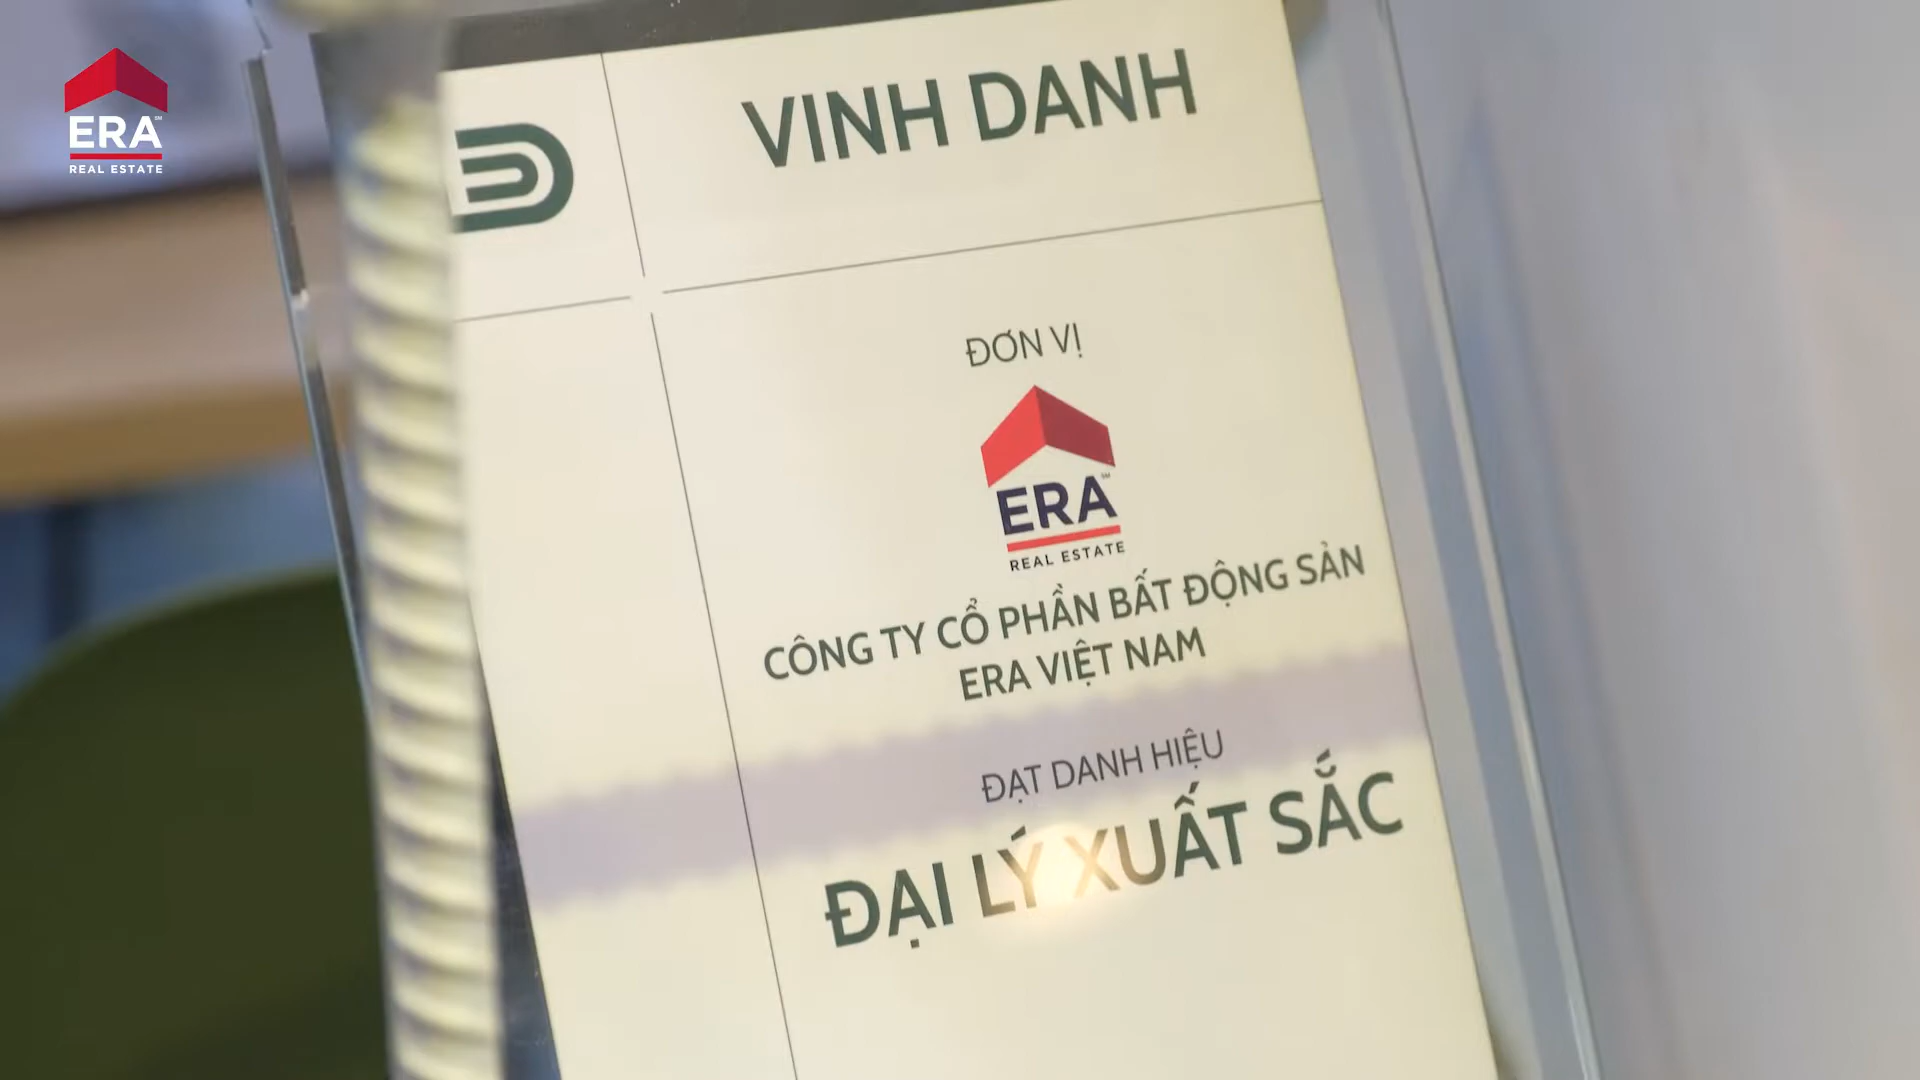 ERA
REAL ESTATE
VINH DANH
ĐƠN VỊ
ERA
REAL ESTATE
CÔNG TY CỔ PHẦN BẤT ĐỘNG SẢN
ERA VIỆT NAM
ĐẠT DANH HIỆU
ĐẠI LÝ XUẤT SẮC